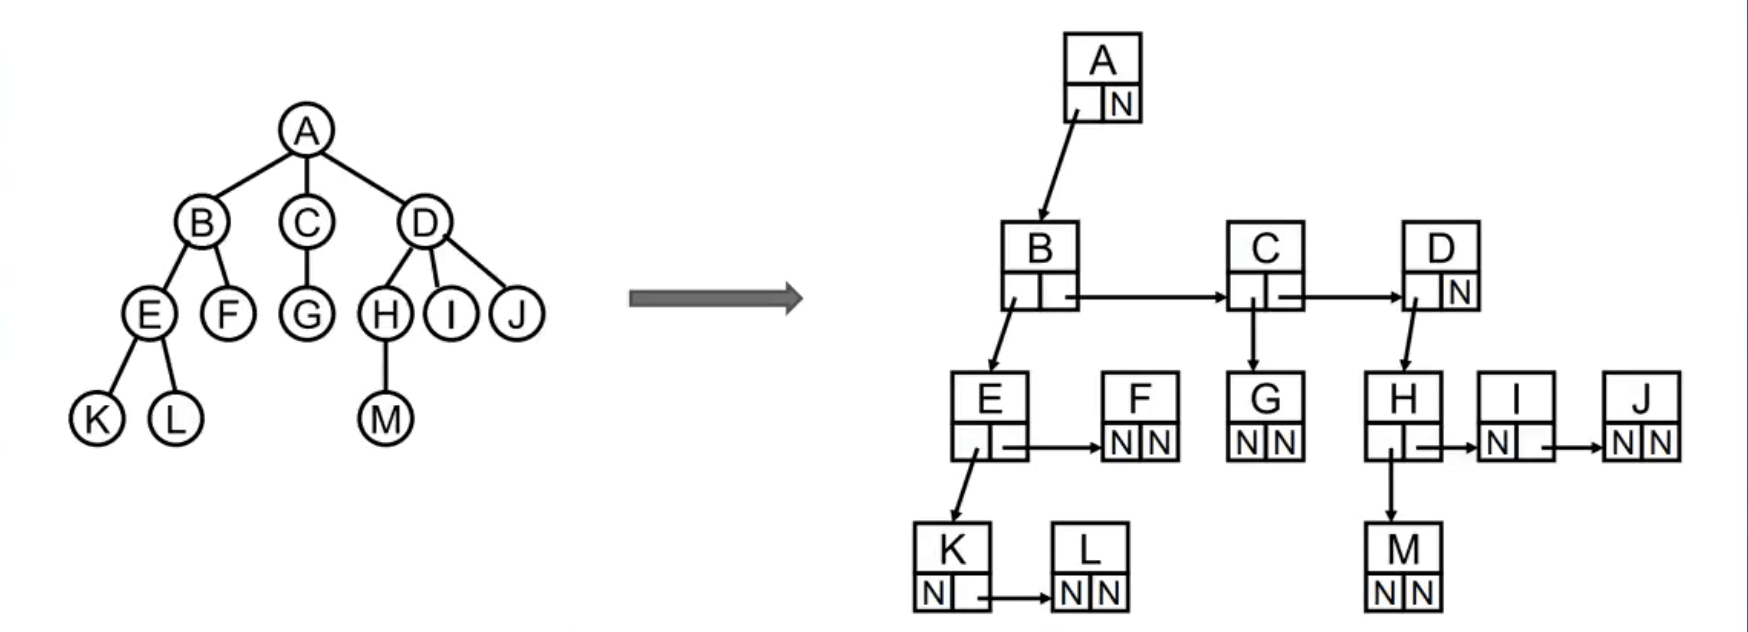 A
B C D
E F G H I J
K L M
A
N
B C D
N
E F G H I J
N N N N N N N
K L M
N N N N N